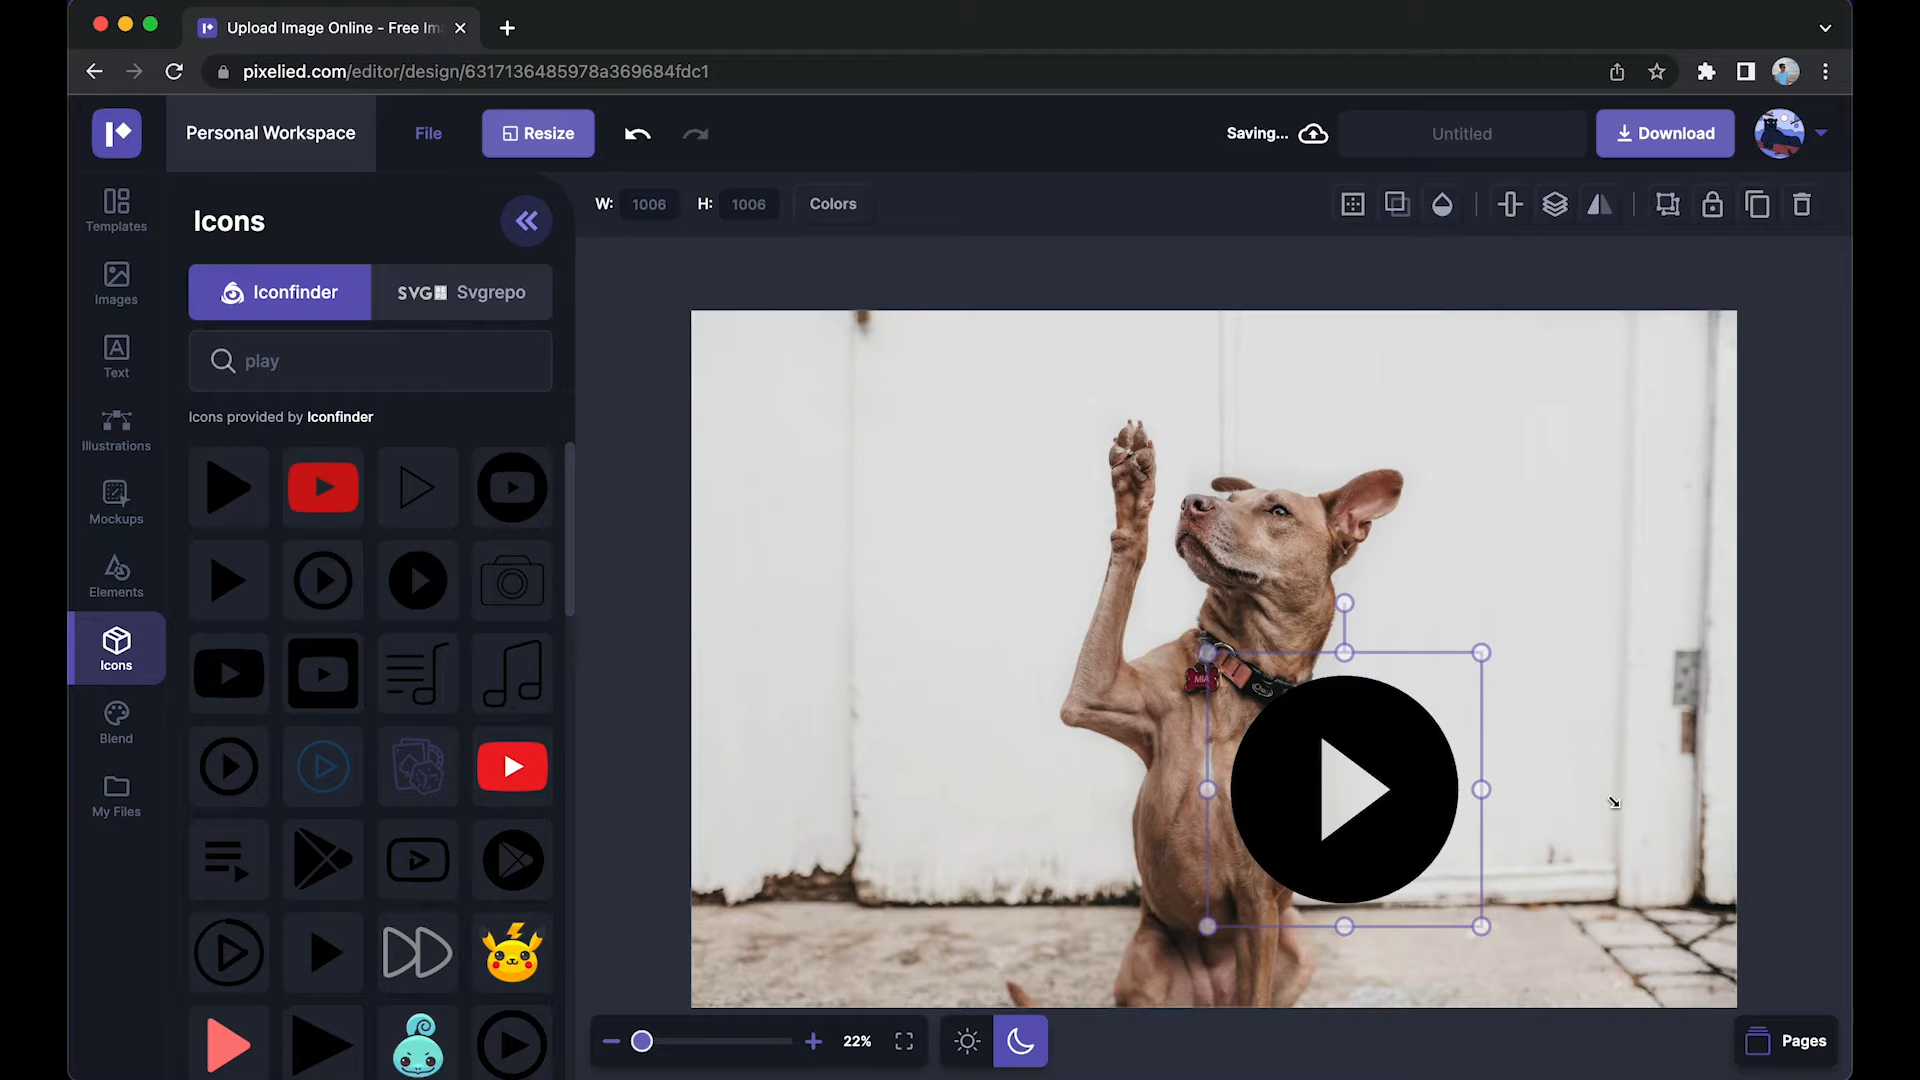 Upload Image Online - Free Im
pixelied.com/editor/design/6317136485978a369684fdc1
Personal Workspace
File
Resize
Saving...
Untitled
Download
Templates
Images
Text
Illustrations
Mockups
Elements
Icons
Blend
My Files
Icons
Iconfinder
SVG Svgrepo
play
Icons provided by Iconfinder
W: 1006 H: 1006 Colors
MIA
22%
Pages